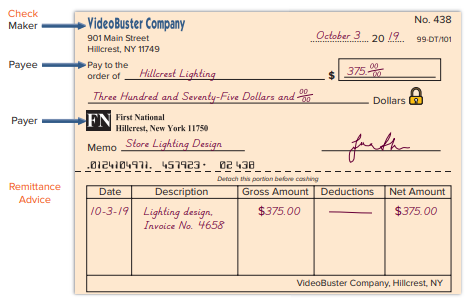 Check
Maker
VideoBuster Company
901 Main Street
Hillcrest, NY 11749
No. 438
October 3 20 19 99-DT/101
Payee
Pay to the
order of Hillcrest Lighting $ 375.00/00
Three Hundred and Seventy-Five Dollars and 00/00 Dollars
Payer
FN First National
Hillcrest, New York 11750
Memo Store Lighting Design
.0124104971. 457923· 02 438
Detach this portion before cashing
Remittance
Advice
Date Description Gross Amount Deductions Net Amount
10-3-19 Lighting design, $375.00 $375.00
Invoice No. 4658
VideoBuster Company, Hillcrest, NY